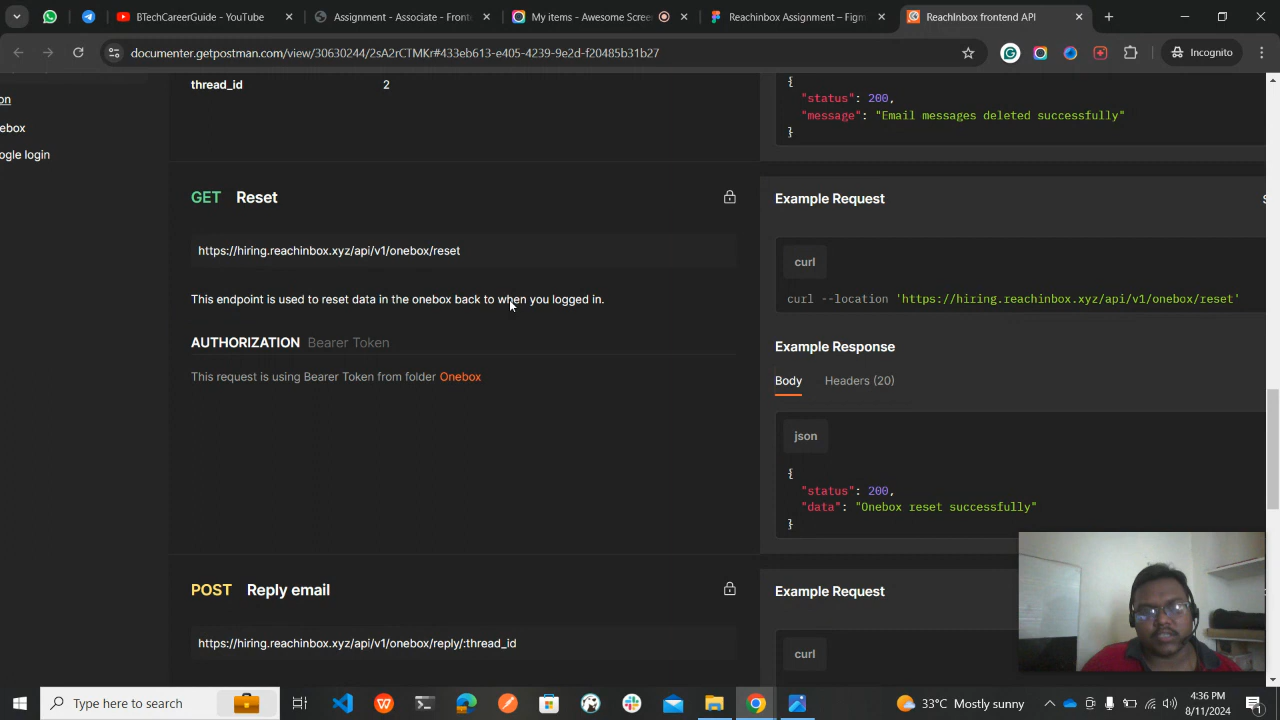 BTechCareerGuide - YouTube
Assignment - Associate - Front
My items - Awesome Scree
Reachinbox Assignment – Figm
ReachInbox frontend API
documenter.getpostman.com/view/30630244/2sA2rCTMKr#433eb613-e405-4239-9e2d-f20485b31b27
Incognito
on
ebox
ogle login
thread_id 2
{
"status": 200,
"message": "Email messages deleted successfully"
}
GET Reset
https://hiring.reachinbox.xyz/api/v1/onebox/reset
This endpoint is used to reset data in the onebox back to when you logged in.
AUTHORIZATION Bearer Token
This request is using Bearer Token from folder Onebox
Example Request
curl
curl --location 'https://hiring.reachinbox.xyz/api/v1/onebox/reset'
Example Response
Body Headers (20)
json
{
"status": 200,
"data": "Onebox reset successfully"
}
POST Reply email
https://hiring.reachinbox.xyz/api/v1/onebox/reply/:thread_id
Example Request
curl
Type here to search
33°C Mostly sunny
4:36 PM
8/11/2024